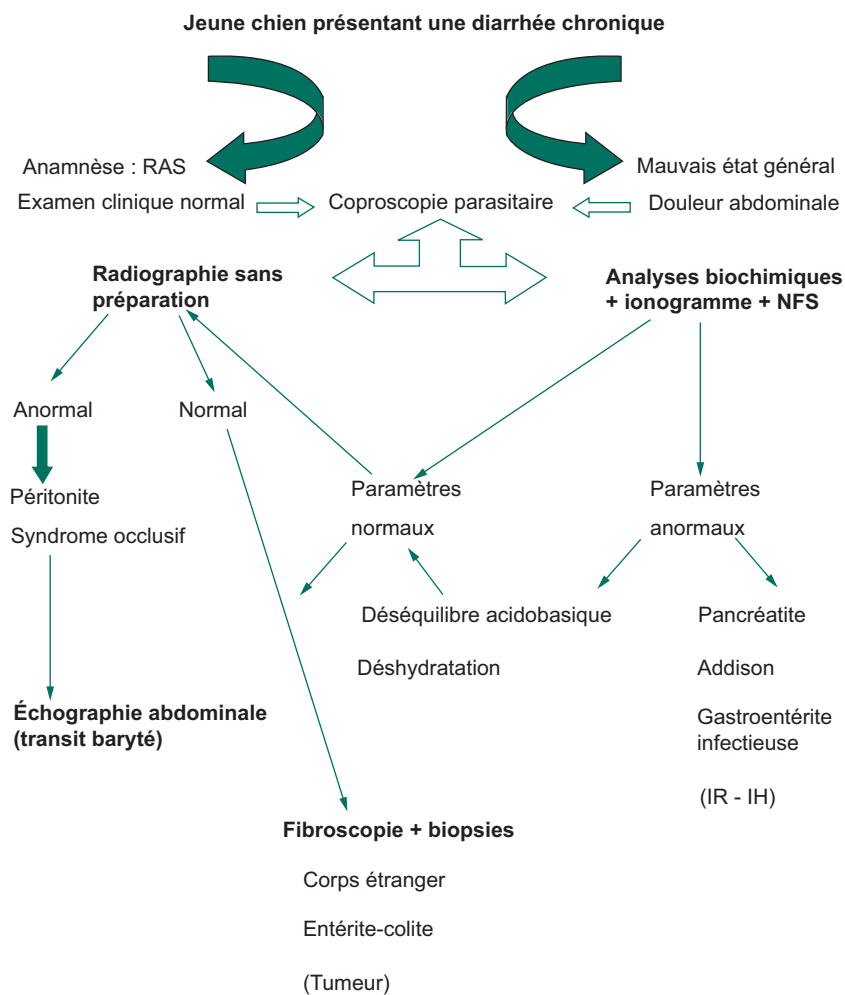 Jeune chien présentant une diarrhée chronique
Anamnèse : RAS
Mauvais état général
Examen clinique normal
Coproscopie parasitaire
Douleur abdominale
Radiographie sans
préparation
Analyses biochimiques
+ ionogramme + NFS
Anormal
Normal
Péritonite
Syndrome occlusif
Paramètres
normaux
Paramètres
anormaux
Déséquilibre acidobasique
Déshydratation
Pancréatite
Addison
Gastroentérite
infectieuse
(IR - IH)
Échographie abdominale
(transit baryté)
Fibroscopie + biopsies
Corps étranger
Entérite-colite
(Tumeur)